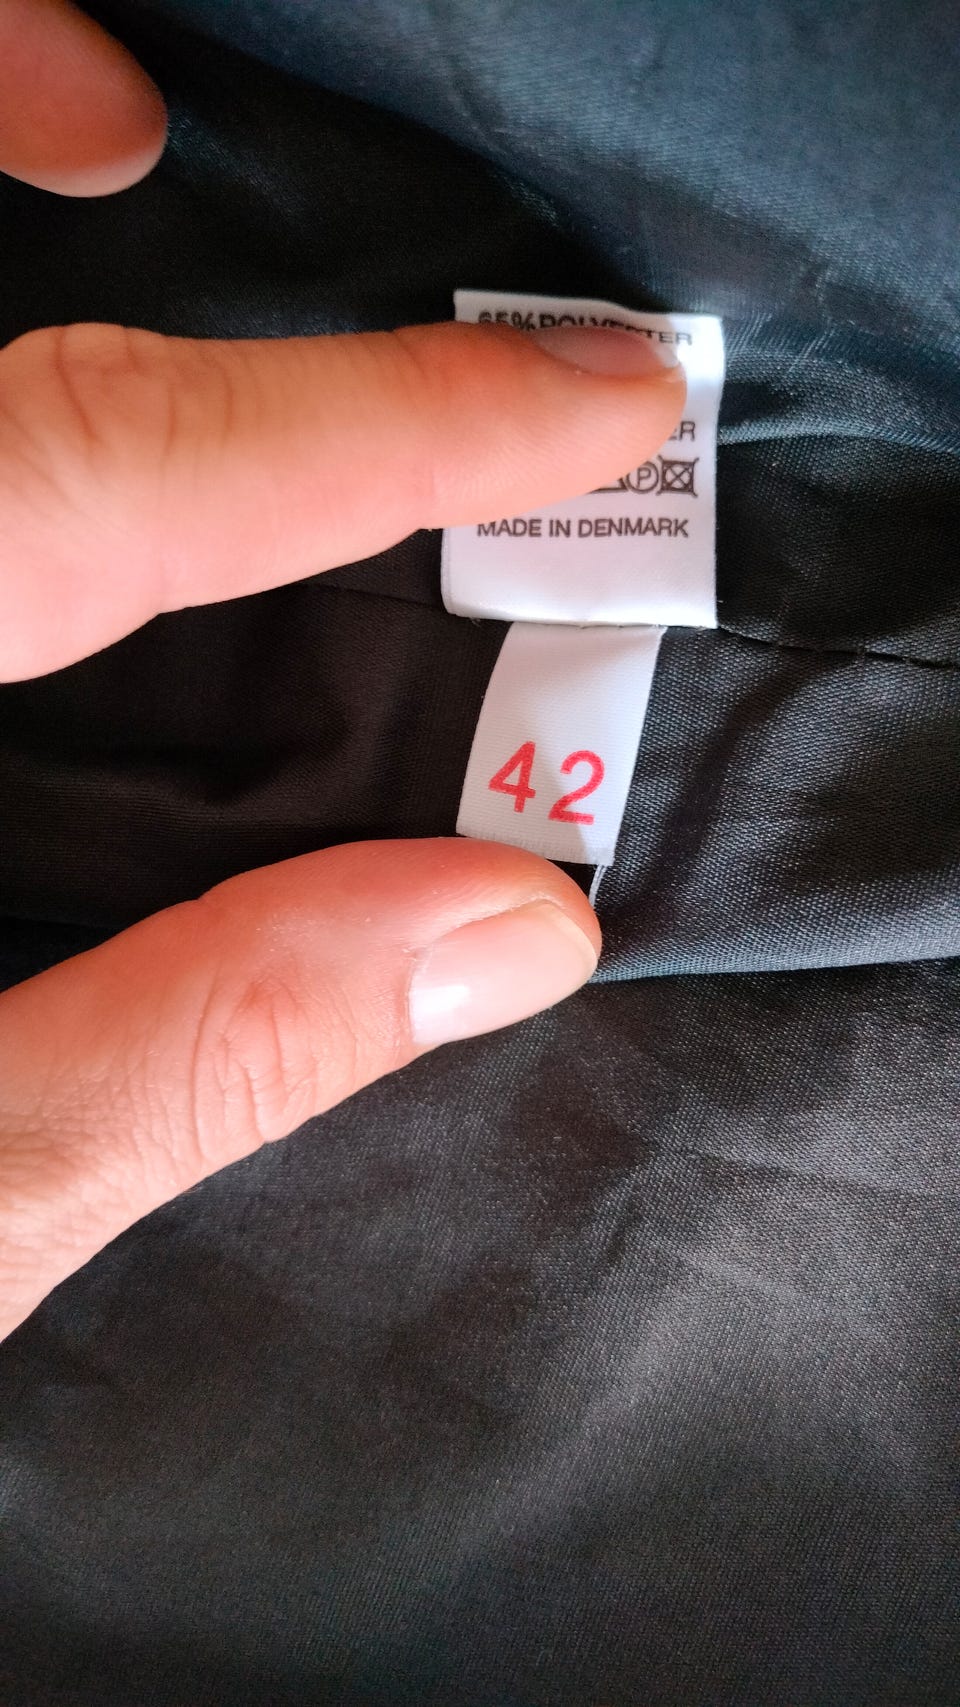 65% POLYESTER
MADE IN DENMARK
42